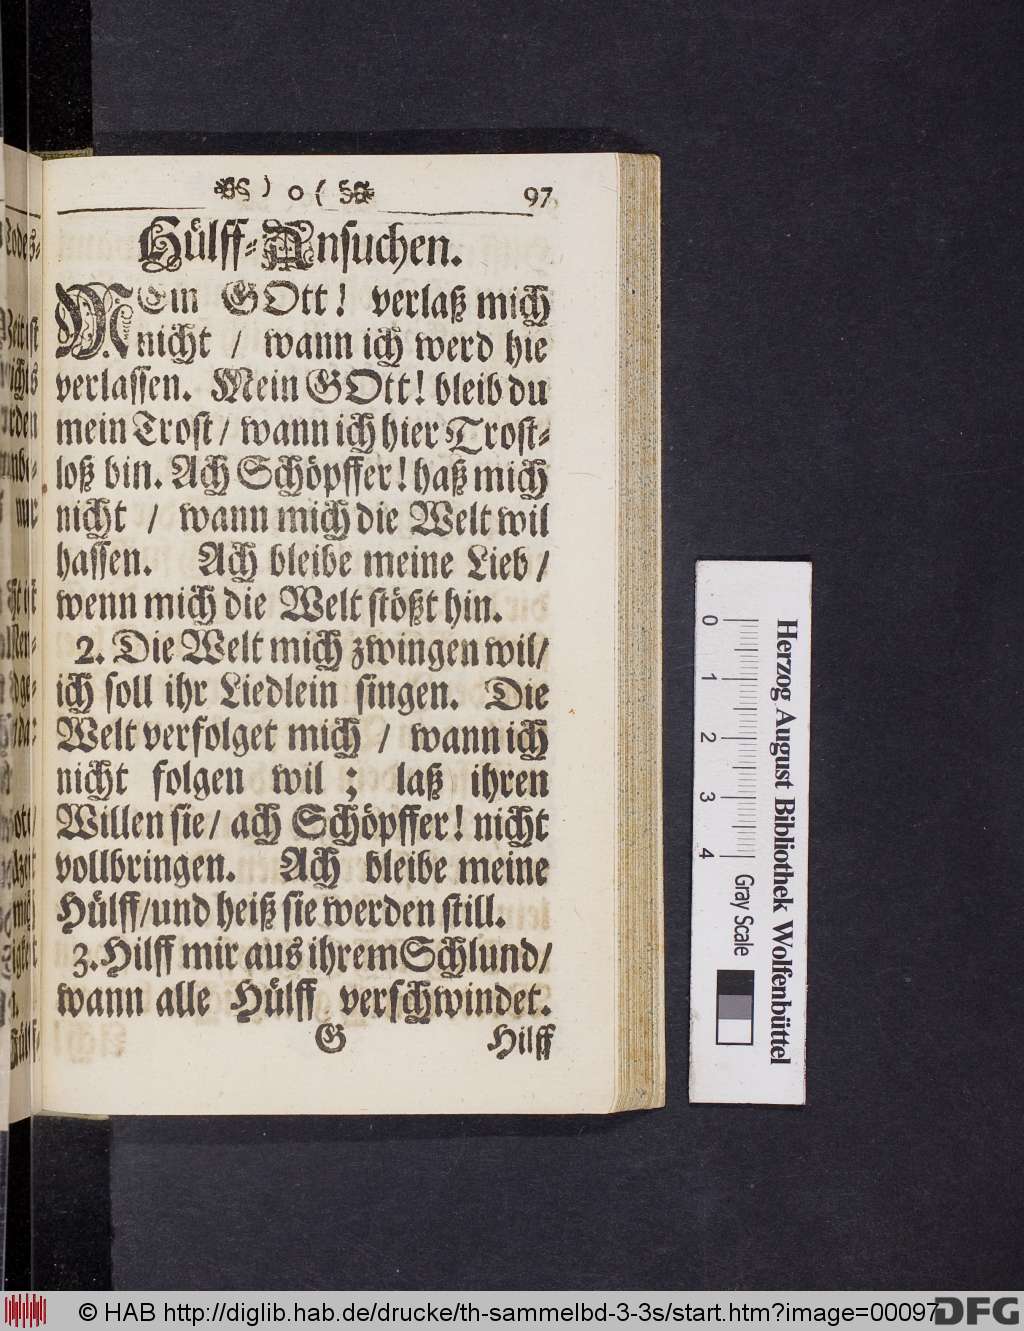 ) o ( 97
Hülff-Ansuchen.
MEin GOtt! verlaß mich
nicht / wann ich werd hie
verlassen. Mein GOtt! bleib du
mein Trost / wann ich hier Trost-
loß bin. Ach Schöpffer! haß mich
nicht / wann mich die Welt wil
hassen. Ach bleibe meine Lieb /
wenn mich die Welt stößt hin.
2. Die Welt mich zwingen wil /
ich soll ihr Liedlein singen. Die
Welt verfolget mich / wann ich
nicht folgen wil ; laß ihren
Willen sie / ach Schöpffer! nicht
vollbringen. Ach bleibe meine
Hülff / und heiß sie werden still.
3. Hilff mir aus ihrem Schlund /
wann alle Hülff verschwindet.
G Hilff
Herzog August Bibliothek Wolfenbüttel
0 1 2 3 4 Gray Scale
© HAB http://diglib.hab.de/drucke/th-sammelbd-3-3s/start.htm?image=00097
DFG